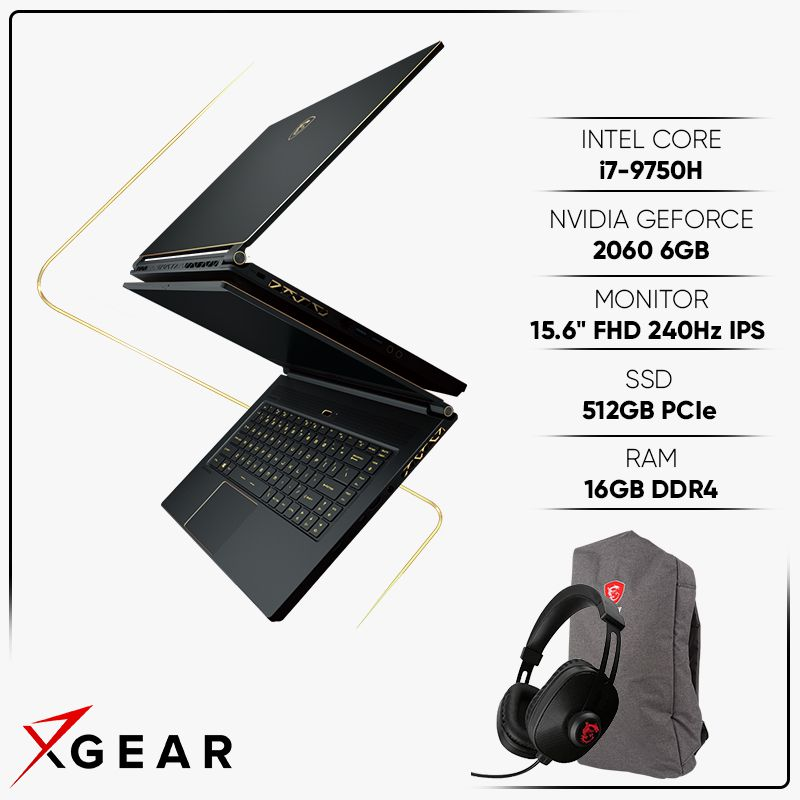 INTEL CORE
i7-9750H
NVIDIA GEFORCE
2060 6GB
MONITOR
15.6" FHD 240Hz IPS
SSD
512GB PCIe
RAM
16GB DDR4
XGEAR